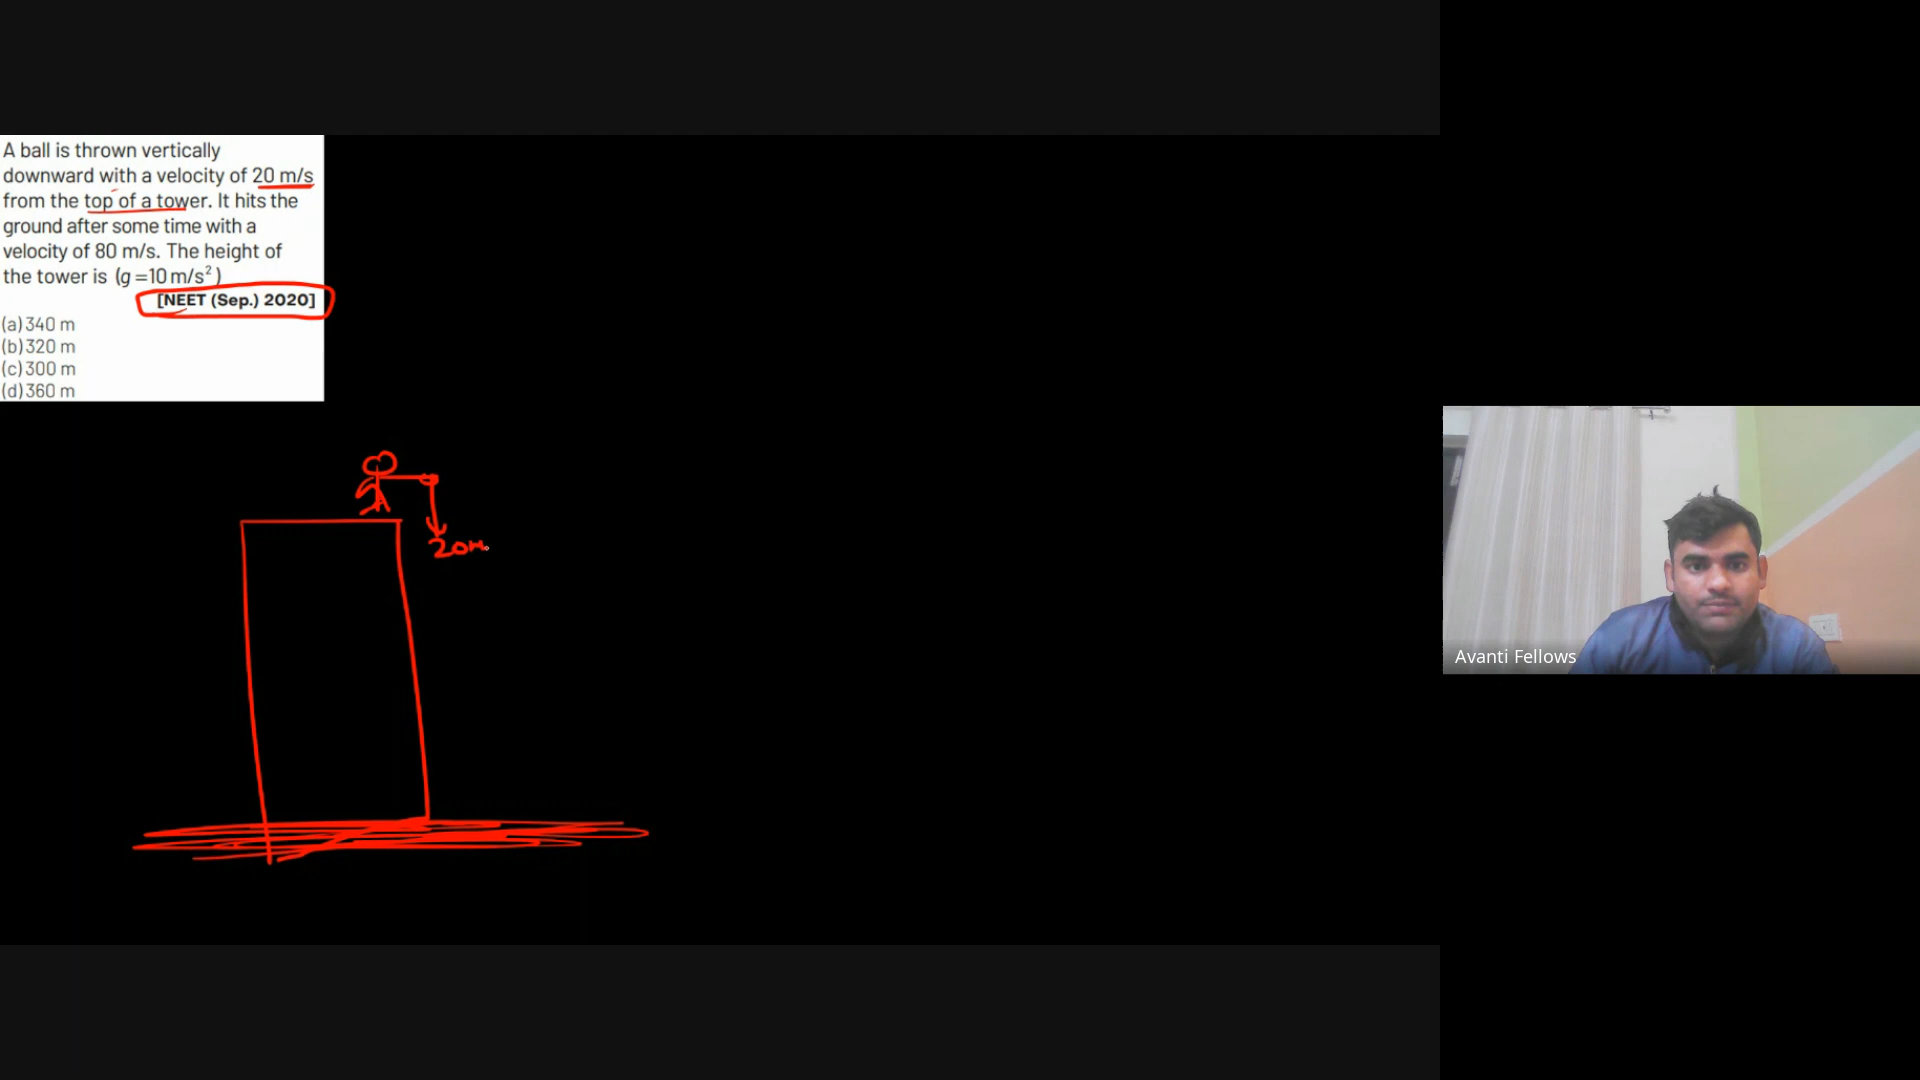 A ball is thrown vertically
downward with a velocity of 20 m/s
from the top of a tower. It hits the
ground after some time with a
velocity of 80 m/s. The height of
the tower is (g = 10 m/s²)
[NEET (Sep.) 2020]
(a) 340 m
(b) 320 m
(c) 300 m
(d) 360 m
20m
Avanti Fellows